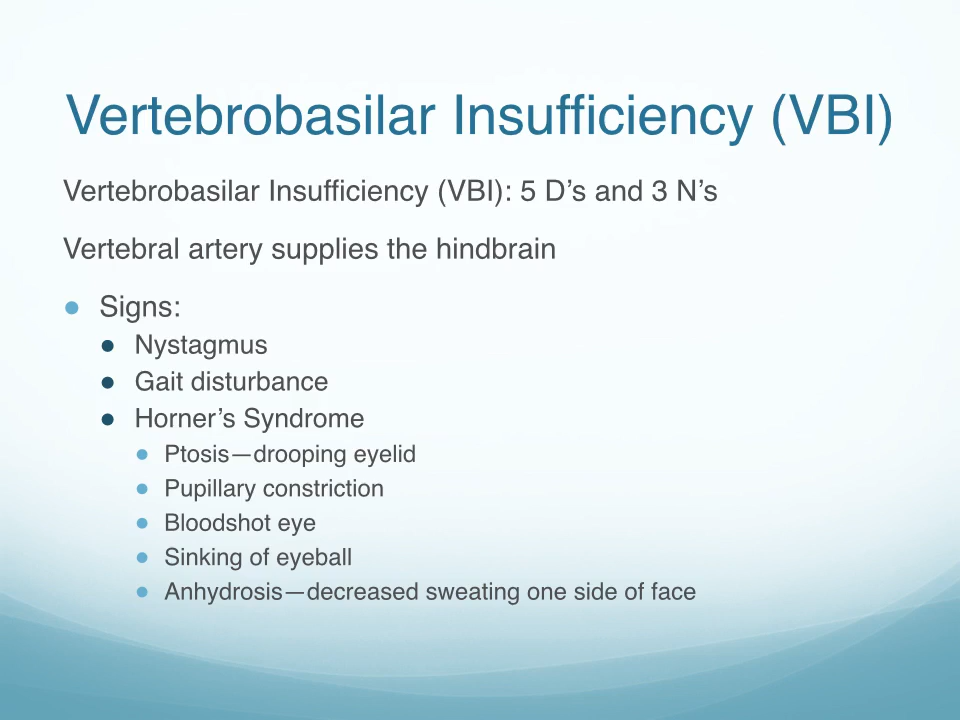 Vertebrobasilar Insufficiency (VBI)
Vertebrobasilar Insufficiency (VBI): 5 D’s and 3 N’s
Vertebral artery supplies the hindbrain
● Signs:
● Nystagmus
● Gait disturbance
● Horner’s Syndrome
● Ptosis—drooping eyelid
● Pupillary constriction
● Bloodshot eye
● Sinking of eyeball
● Anhydrosis—decreased sweating one side of face